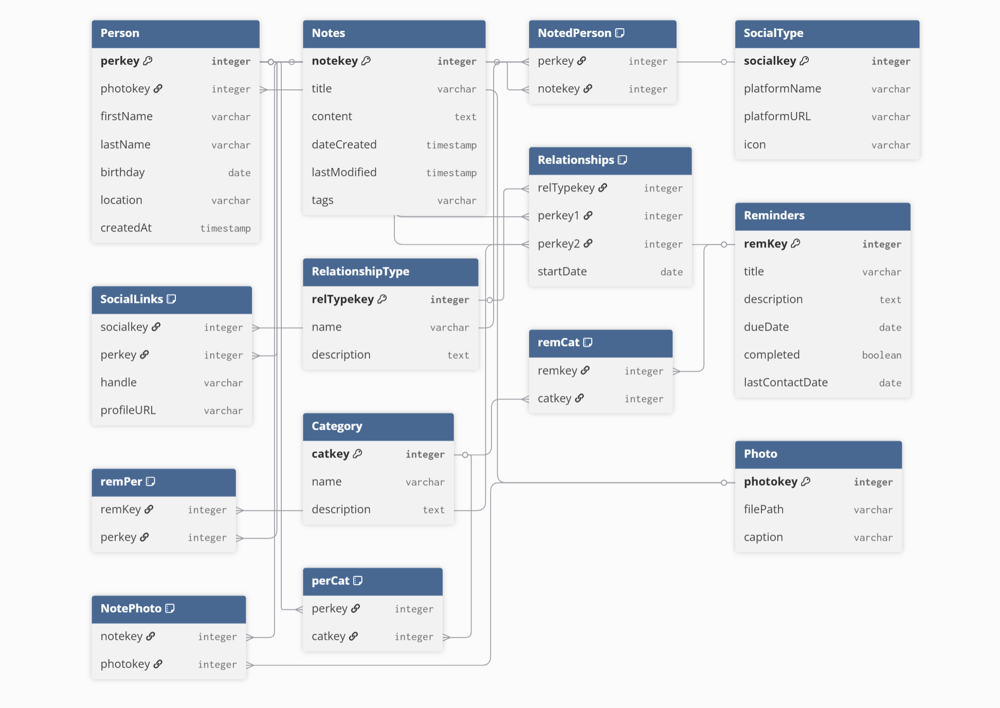 Person
perkey integer
photokey integer
firstName varchar
lastName varchar
birthday date
location varchar
createdAt timestamp
Notes
notekey integer
title varchar
content text
dateCreated timestamp
lastModified timestamp
tags varchar
NotedPerson
perkey integer
notekey integer
SocialType
socialkey integer
platformName varchar
platformURL varchar
icon varchar
Relationships
relTypekey integer
perkey1 integer
perkey2 integer
startDate date
Reminders
remKey integer
title varchar
description text
dueDate date
completed boolean
lastContactDate date
RelationshipType
relTypekey integer
name varchar
description text
SocialLinks
socialkey integer
perkey integer
handle varchar
profileURL varchar
remCat
remkey integer
catkey integer
Category
catkey integer
name varchar
description text
Photo
photokey integer
filePath varchar
caption varchar
remPer
remKey integer
perkey integer
perCat
perkey integer
catkey integer
NotePhoto
notekey integer
photokey integer